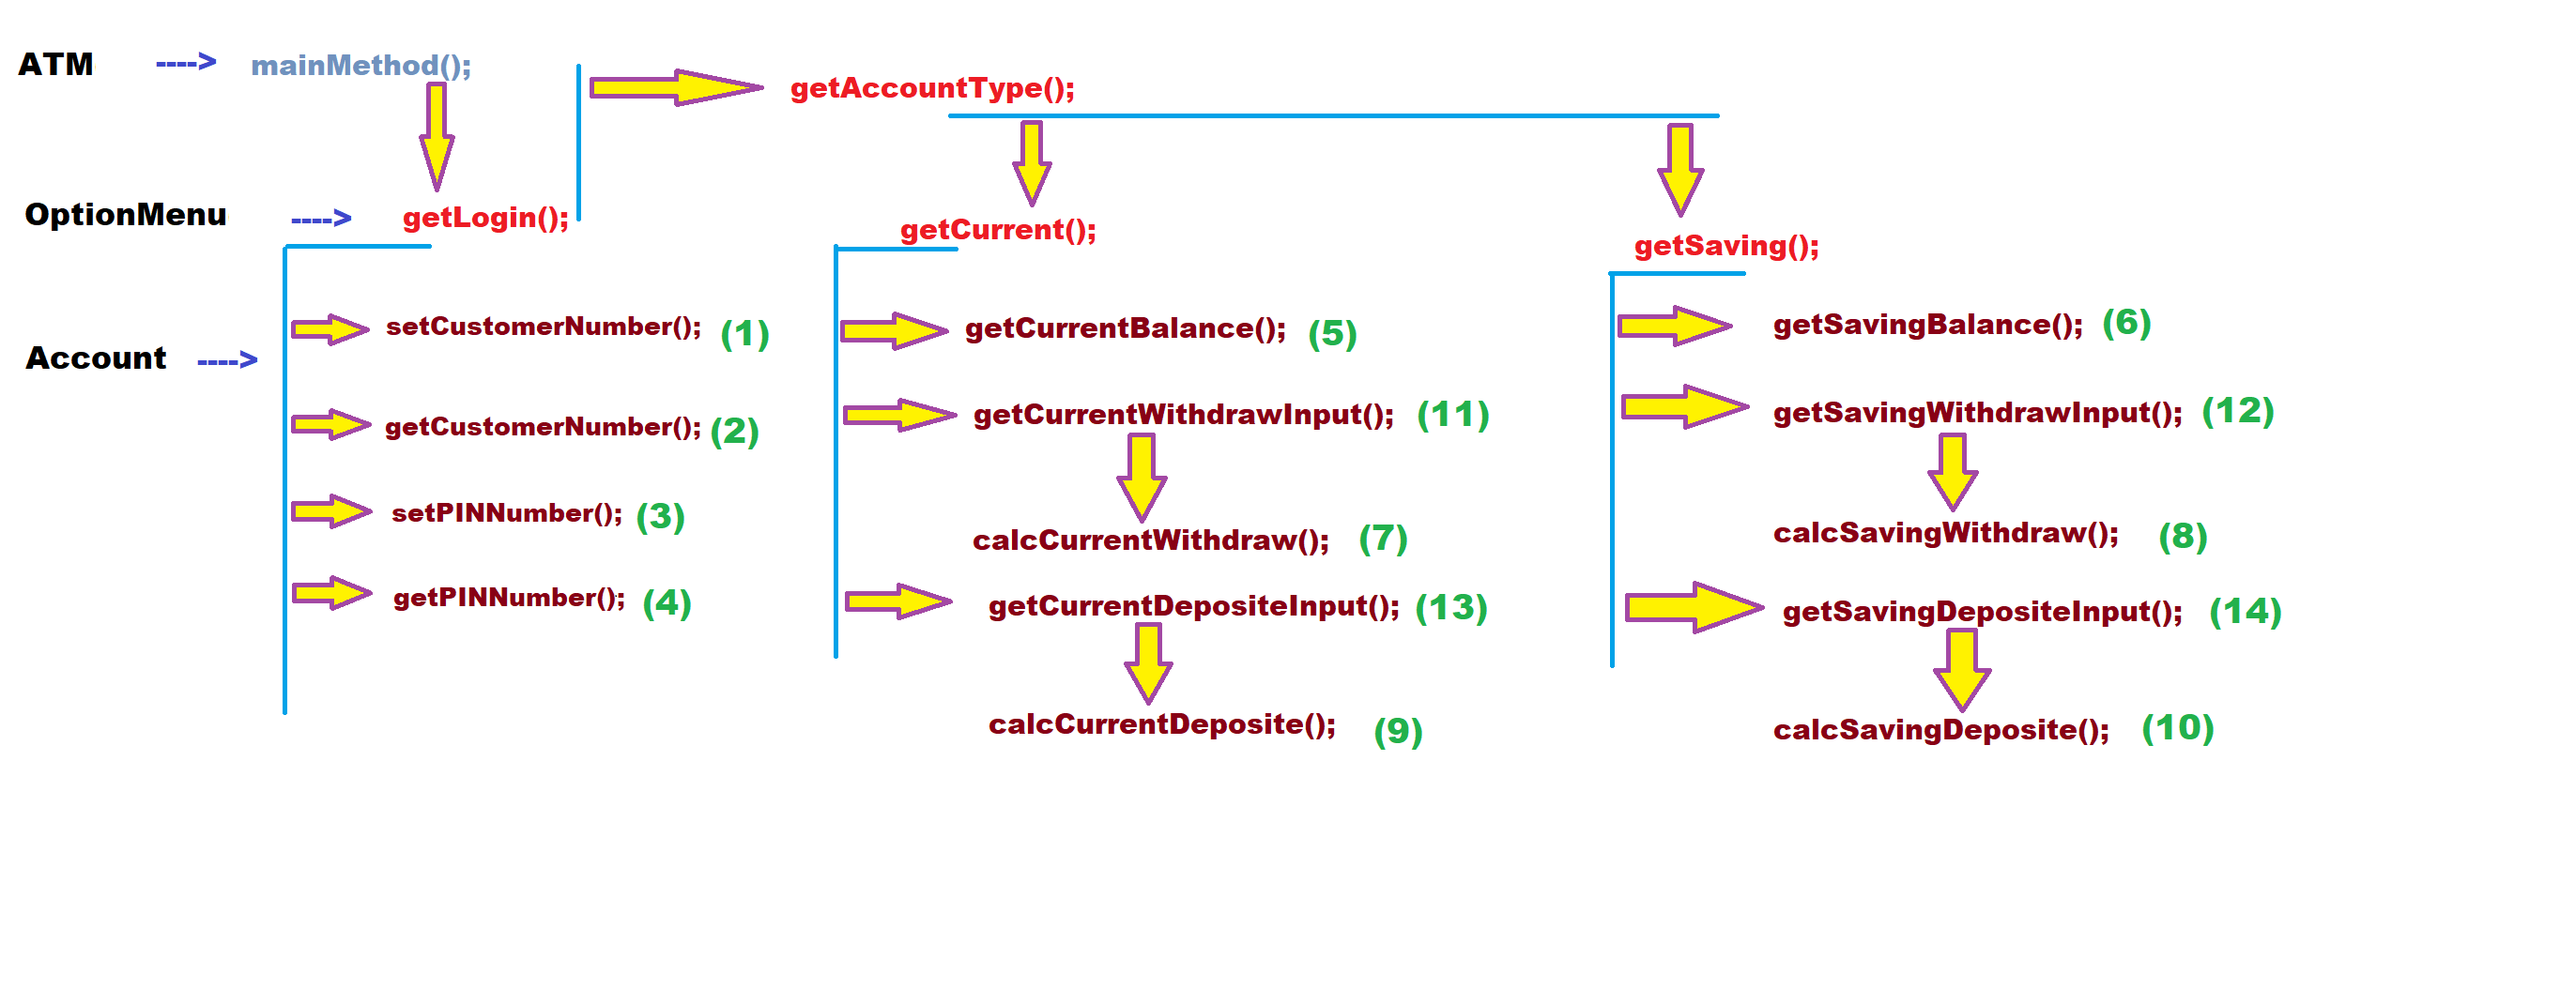 ATM ----> mainMethod();
getAccountType();
OptionMenu ----> getLogin();
getCurrent();
getSaving();
Account ---->
setCustomerNumber(); (1)
getCustomerNumber(); (2)
setPINNumber(); (3)
getPINNumber(); (4)
getCurrentBalance(); (5)
getCurrentWithdrawInput(); (11)
calcCurrentWithdraw(); (7)
getCurrentDepositeInput(); (13)
calcCurrentDeposite(); (9)
getSavingBalance(); (6)
getSavingWithdrawInput(); (12)
calcSavingWithdraw(); (8)
getSavingDepositeInput(); (14)
calcSavingDeposite(); (10)